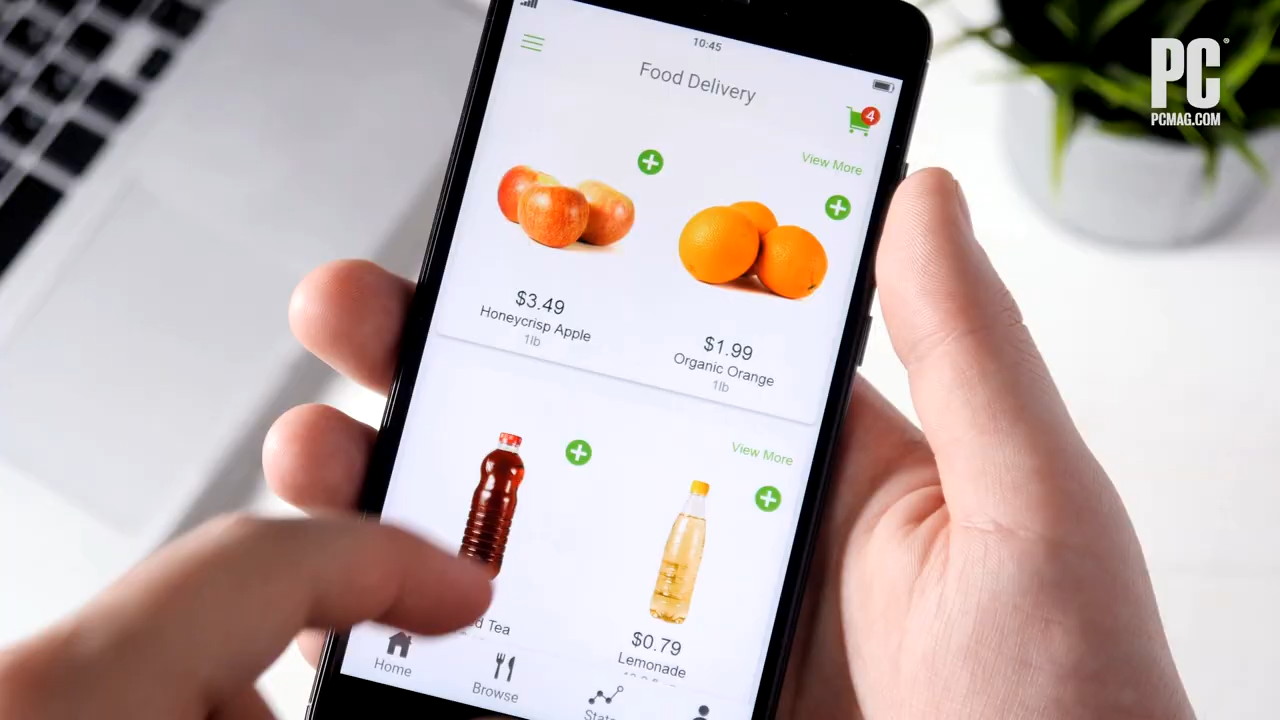 PC
PCMAG.COM
10:45
Food Delivery
4
View More
$3.49
Honeycrisp Apple
1lb
$1.99
Organic Orange
1lb
View More
Tea
$0.79
Lemonade
Home
Browse